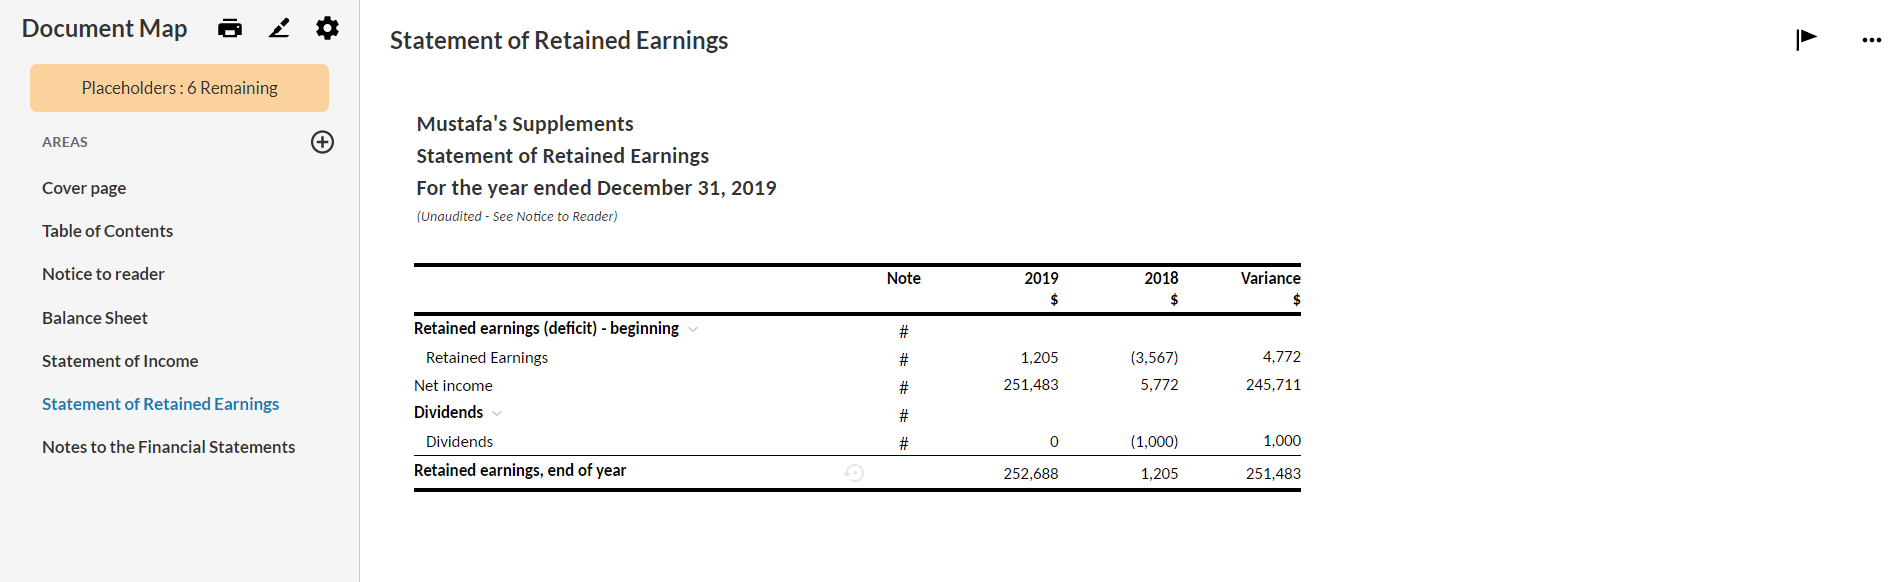 Document Map
Placeholders : 6 Remaining
AREAS
Cover page
Table of Contents
Notice to reader
Balance Sheet
Statement of Income
Statement of Retained Earnings
Notes to the Financial Statements
Statement of Retained Earnings
Mustafa's Supplements
Statement of Retained Earnings
For the year ended December 31, 2019
(Unaudited - See Notice to Reader)
Note 2019 2018 Variance
$ $ $
Retained earnings (deficit) - beginning #
Retained Earnings # 1,205 (3,567) 4,772
Net income # 251,483 5,772 245,711
Dividends #
Dividends # 0 (1,000) 1,000
Retained earnings, end of year 252,688 1,205 251,483